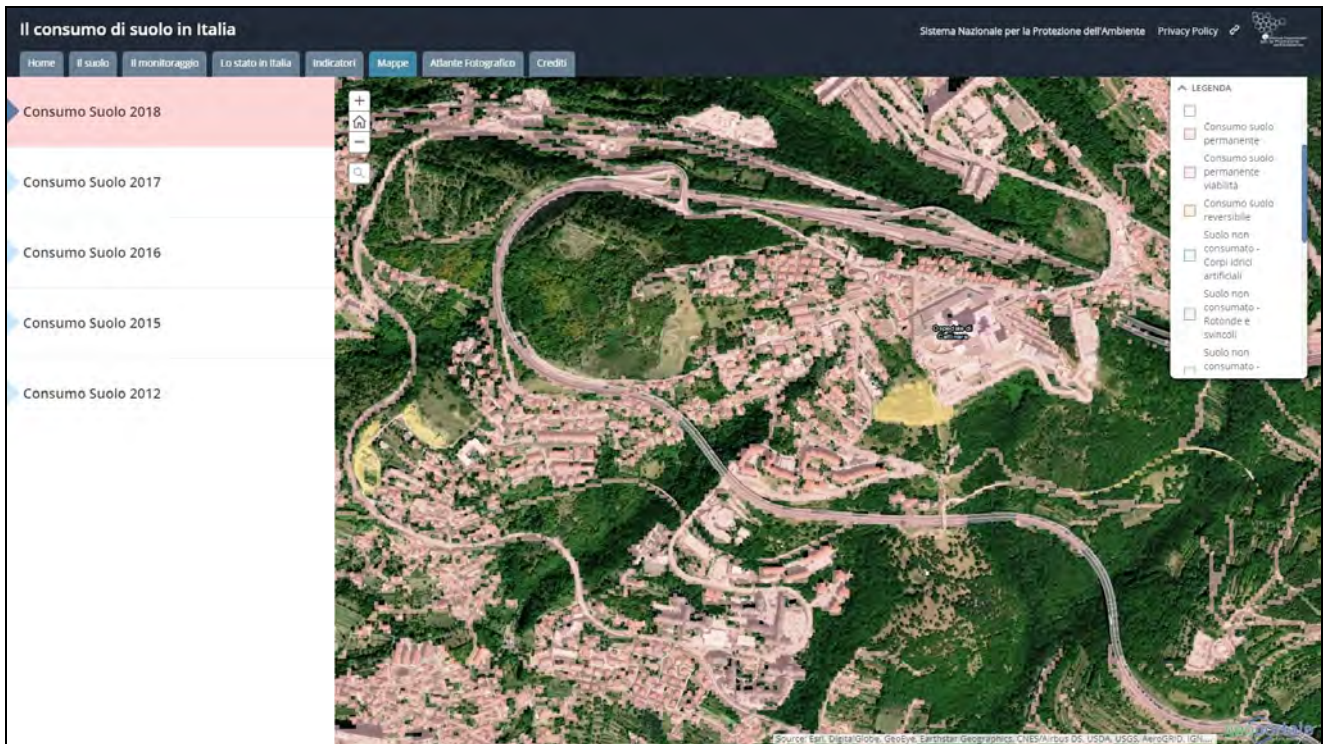 Il consumo di suolo in Italia
Sistema Nazionale per la Protezione dell'Ambiente Privacy Policy
Home Il suolo Il monitoraggio Lo stato in Italia Indicatori Mappe Atlante Fotografico Crediti
Consumo Suolo 2018
Consumo Suolo 2017
Consumo Suolo 2016
Consumo Suolo 2015
Consumo Suolo 2012
LEGENDA
Consumo suolo
permanente
Consumo suolo
permanente
viabilità
Consumo suolo
reversibile
Suolo non
consumato -
Corpi idrici
artificiali
Suolo non
consumato -
Rotonde e
svincoli
Suolo non
consumato -
Ospedale di
Cattinara
Source: Esri, DigitalGlobe, GeoEye, Earthstar Geographics, CNES/Airbus DS, USDA, USGS, AeroGRID, IGN,...